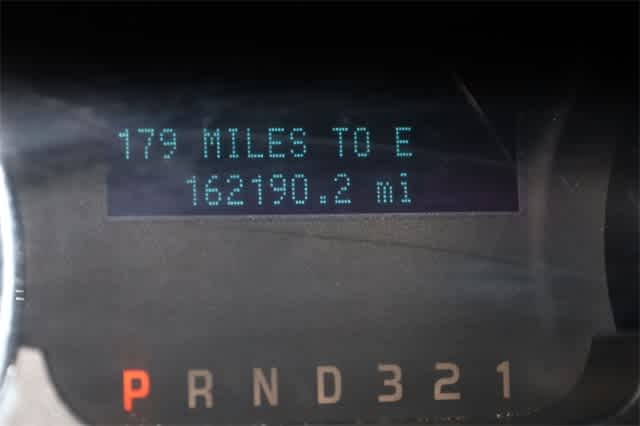 179 MILES TO E
162190.2 mi
P R N D 3 2 1